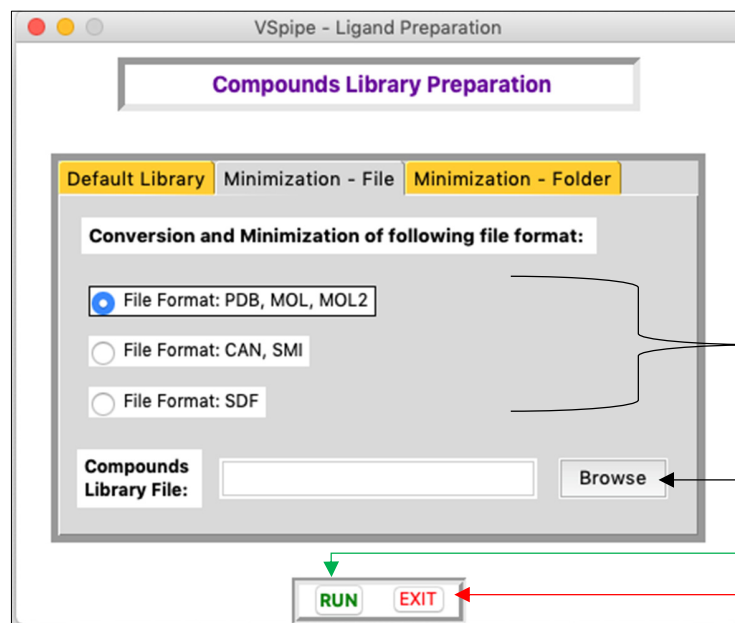 VSpipe - Ligand Preparation
Compounds Library Preparation
Default Library Minimization - File Minimization - Folder
Conversion and Minimization of following file format:
File Format: PDB, MOL, MOL2
File Format: CAN, SMI
File Format: SDF
Compounds
Library File:
Browse
RUN EXIT